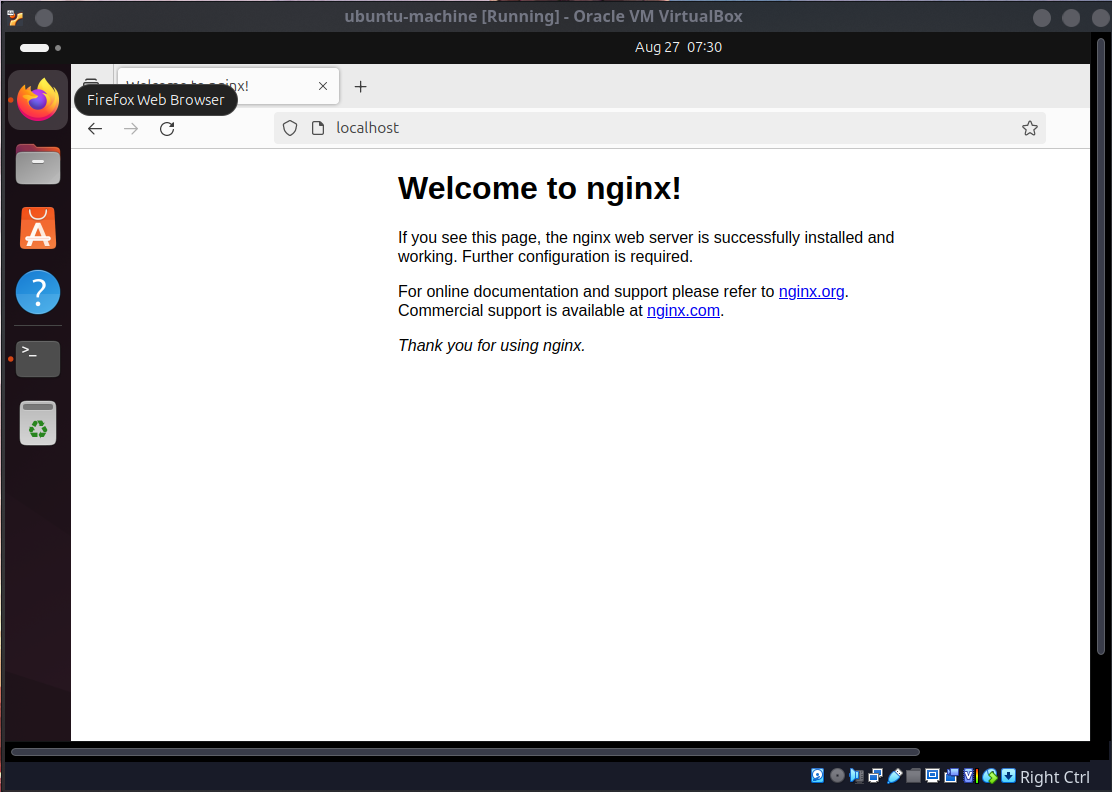 ubuntu-machine [Running] - Oracle VM VirtualBox
Aug 27 07:30
Welcome to nginx!
Firefox Web Browser
localhost
Welcome to nginx!
If you see this page, the nginx web server is successfully installed and
working. Further configuration is required.
For online documentation and support please refer to nginx.org.
Commercial support is available at nginx.com.
Thank you for using nginx.
Right Ctrl